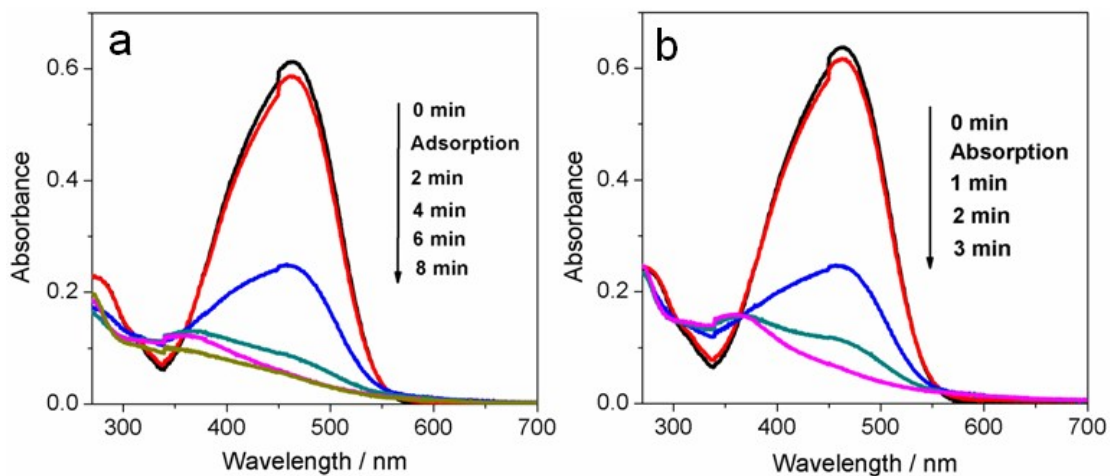 a
0.6
0.4
0.2
0.0
Absorbance
0 min
Adsorption
2 min
4 min
6 min
8 min
300 400 500 600 700
Wavelength / nm
b
0.6
0.4
0.2
0.0
Absorbance
0 min
Absorption
1 min
2 min
3 min
300 400 500 600 700
Wavelength / nm